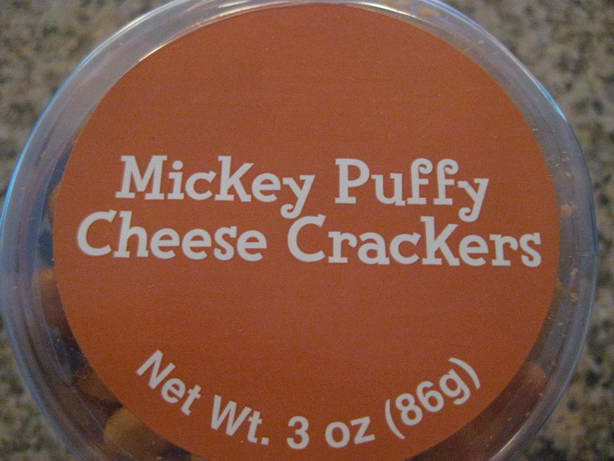 Mickey Puffy
Cheese Crackers
Net Wt. 3 oz (86g)